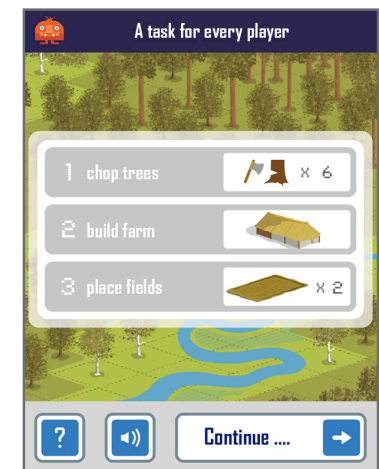 A task for every player
1 chop trees x 6
2 build farm
3 place fields x 2
? Continue ....